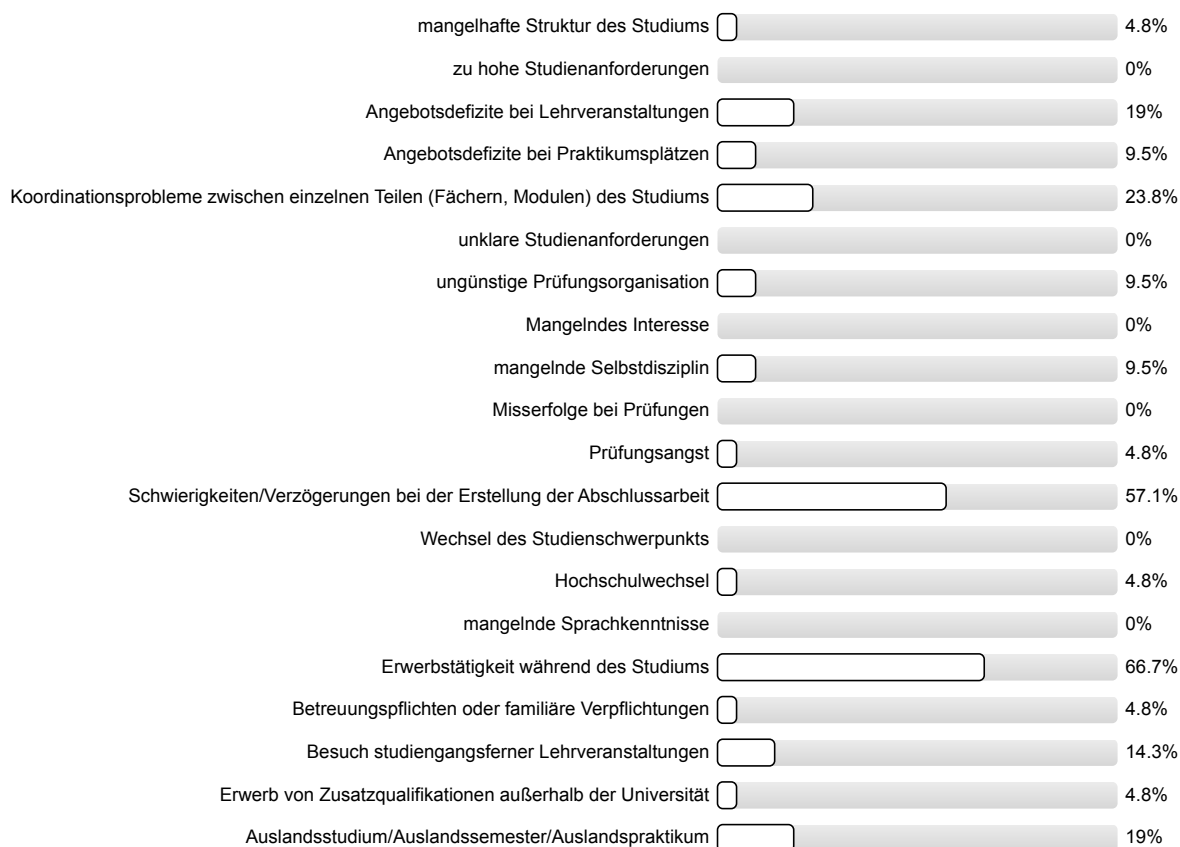 mangelhafte Struktur des Studiums 4.8%
zu hohe Studienanforderungen 0%
Angebotsdefizite bei Lehrveranstaltungen 19%
Angebotsdefizite bei Praktikumsplätzen 9.5%
Koordinationsprobleme zwischen einzelnen Teilen (Fächern, Modulen) des Studiums 23.8%
unklare Studienanforderungen 0%
ungünstige Prüfungsorganisation 9.5%
Mangelndes Interesse 0%
mangelnde Selbstdisziplin 9.5%
Misserfolge bei Prüfungen 0%
Prüfungsangst 4.8%
Schwierigkeiten/Verzögerungen bei der Erstellung der Abschlussarbeit 57.1%
Wechsel des Studienschwerpunkts 0%
Hochschulwechsel 4.8%
mangelnde Sprachkenntnisse 0%
Erwerbstätigkeit während des Studiums 66.7%
Betreuungspflichten oder familiäre Verpflichtungen 4.8%
Besuch studiengangsferner Lehrveranstaltungen 14.3%
Erwerb von Zusatzqualifikationen außerhalb der Universität 4.8%
Auslandsstudium/Auslandssemester/Auslandspraktikum 19%